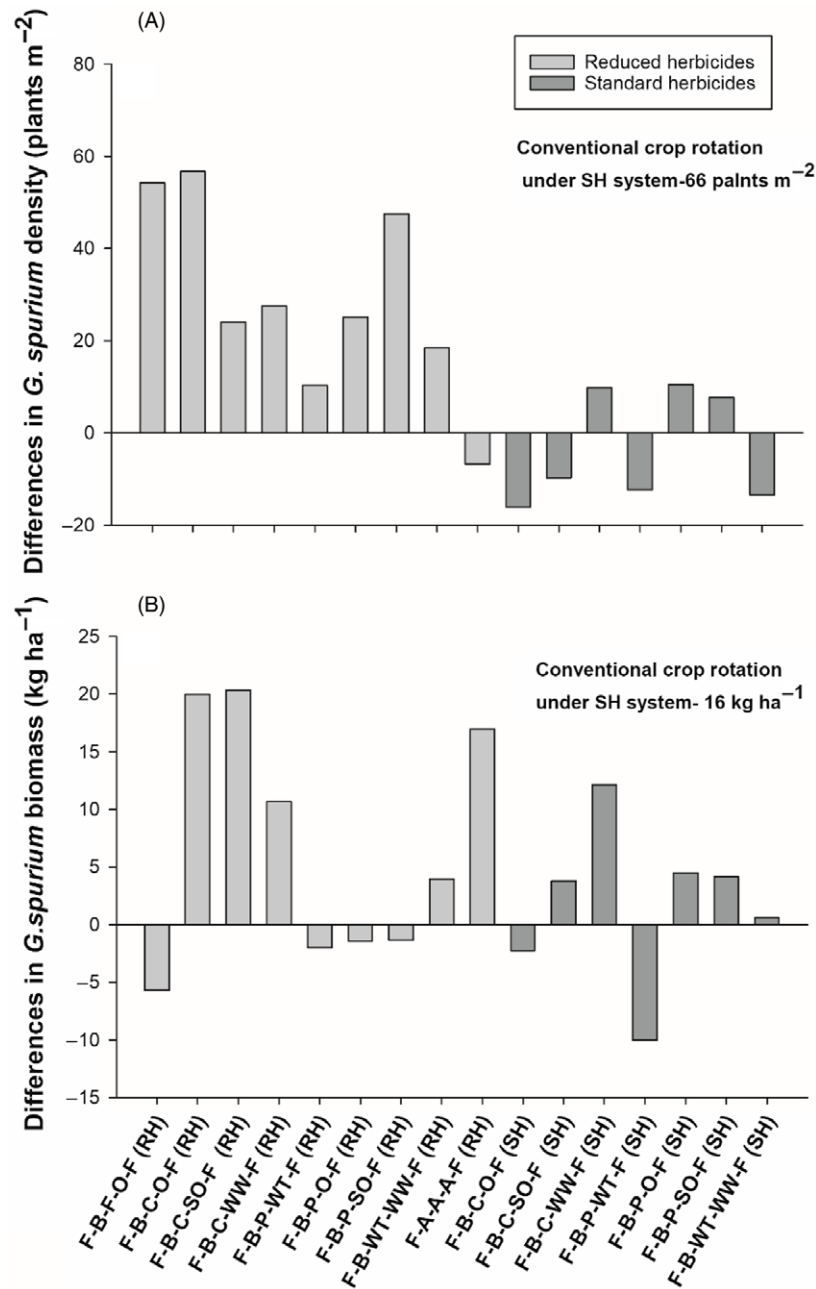 (A)
Differences in G. spurium density (plants m−2)
80
60
40
20
0
−20
Reduced herbicides
Standard herbicides
Conventional crop rotation
under SH system-66 palnts m−2
(B)
Differences in G.spurium biomass (kg ha−1)
25
20
15
10
5
0
−5
−10
−15
Conventional crop rotation
under SH system- 16 kg ha−1
F-B-F-O-F (RH)
F-B-C-O-F (RH)
F-B-C-SO-F (RH)
F-B-C-WW-F (RH)
F-B-P-WT-F (RH)
F-B-P-O-F (RH)
F-B-P-SO-F (RH)
F-B-WT-WW-F (RH)
F-A-A-A-F (RH)
F-B-C-O-F (SH)
F-B-C-SO-F (SH)
F-B-C-WW-F (SH)
F-B-P-WT-F (SH)
F-B-P-O-F (SH)
F-B-P-SO-F (SH)
F-B-WT-WW-F (SH)